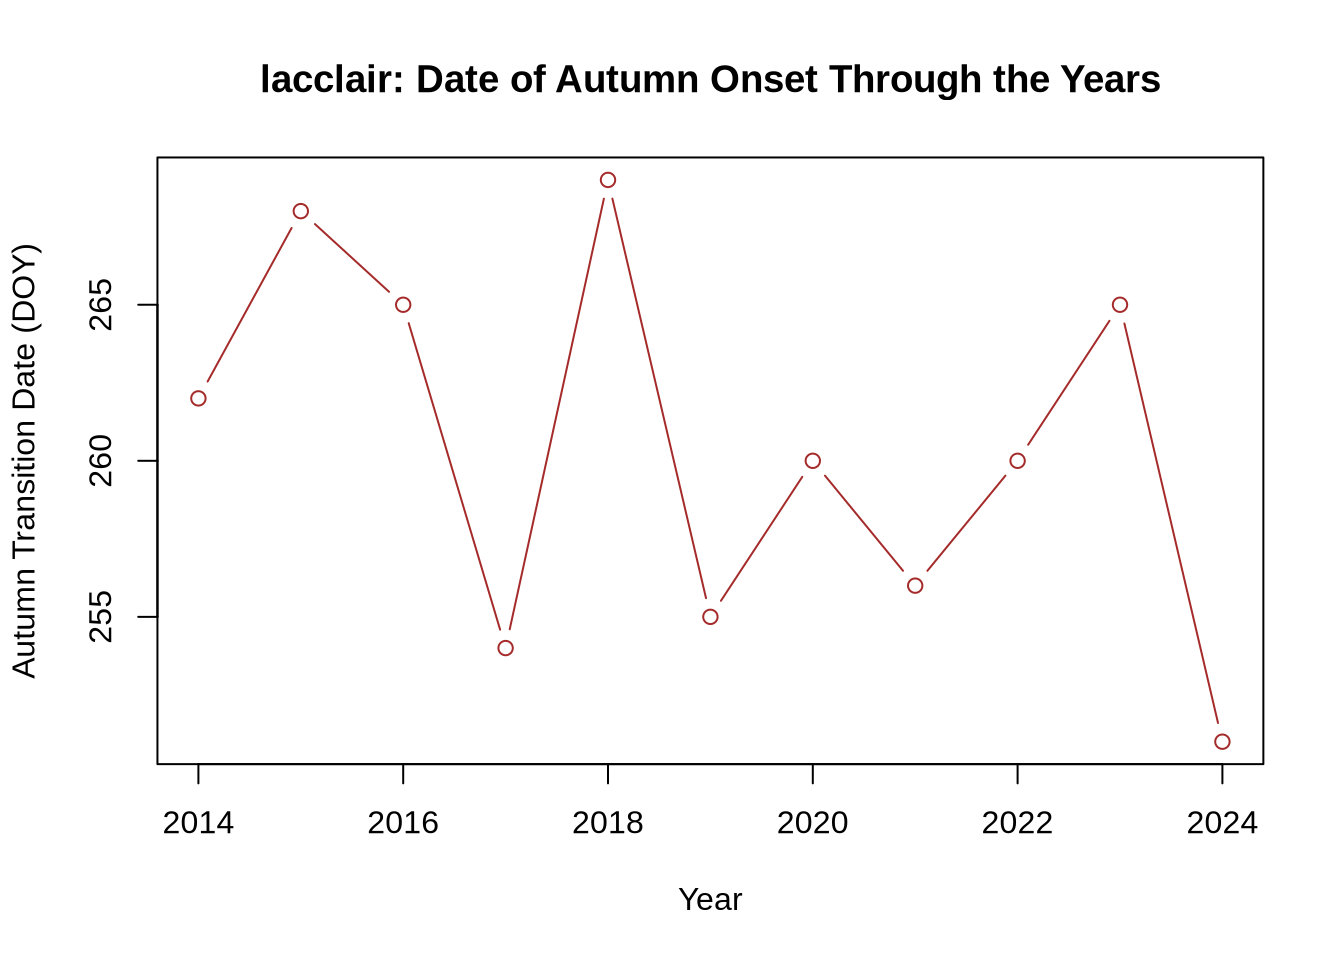 lacclair: Date of Autumn Onset Through the Years
Autumn Transition Date (DOY)
265
260
255
2014 2016 2018 2020 2022 2024
Year